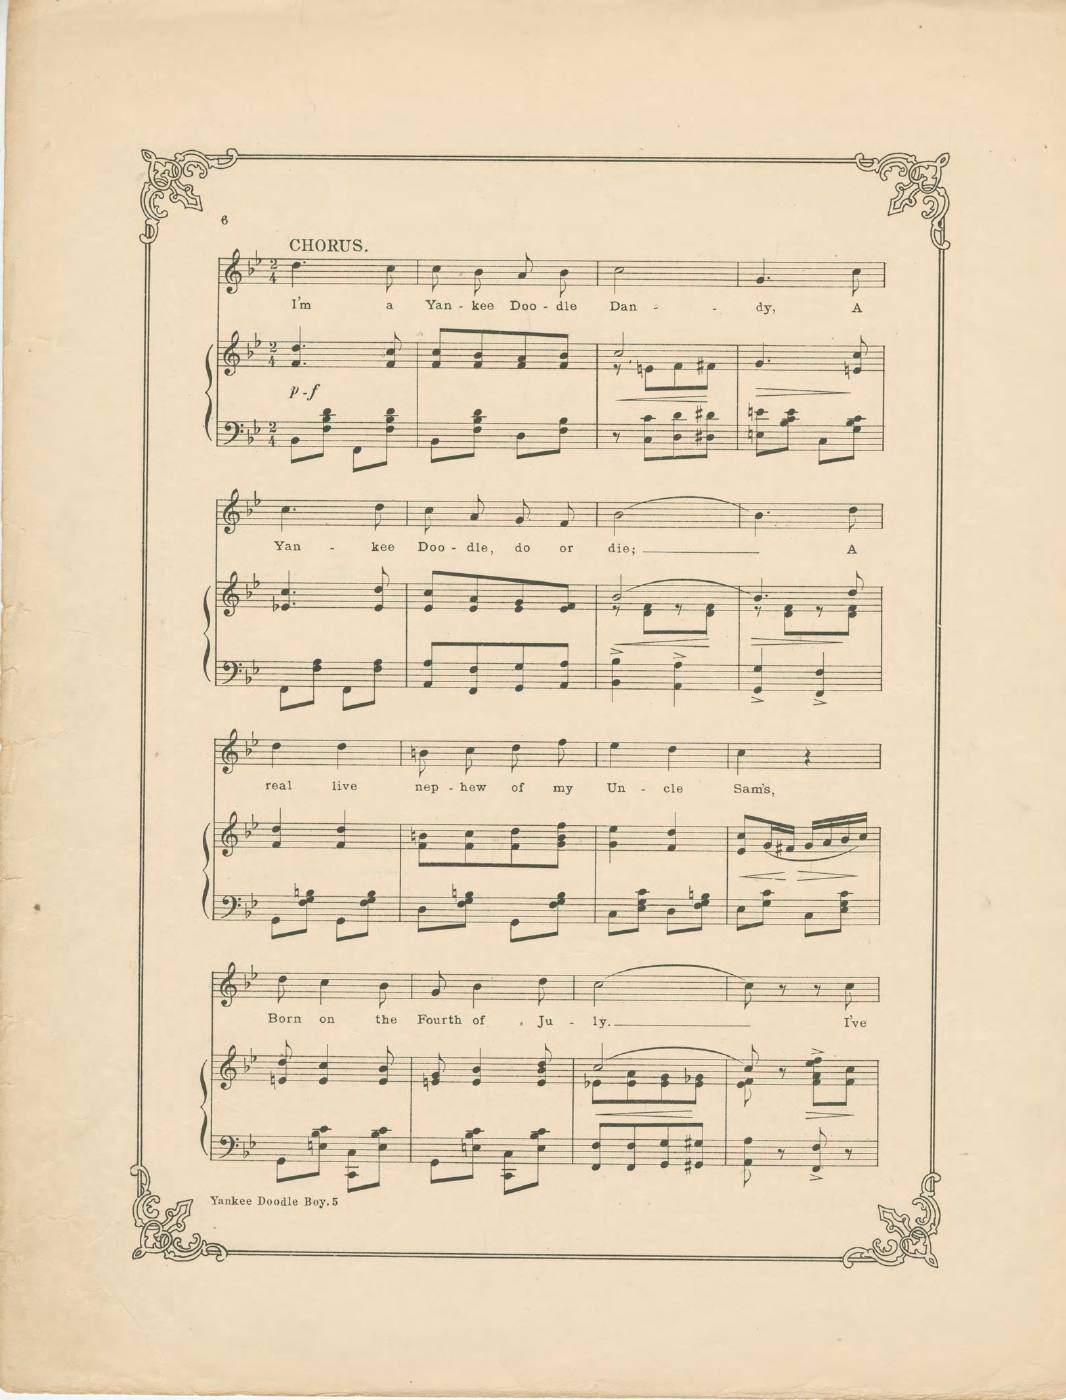 6
CHORUS.
I'm a Yan - kee Doo - dle Dan - - dy, A
p-f
Yan - kee Doo - dle, do or die; A
real live nep - hew of my Un - cle Sam's,
Born on the Fourth of Ju - ly. I've
Yankee Doodle Boy. 5